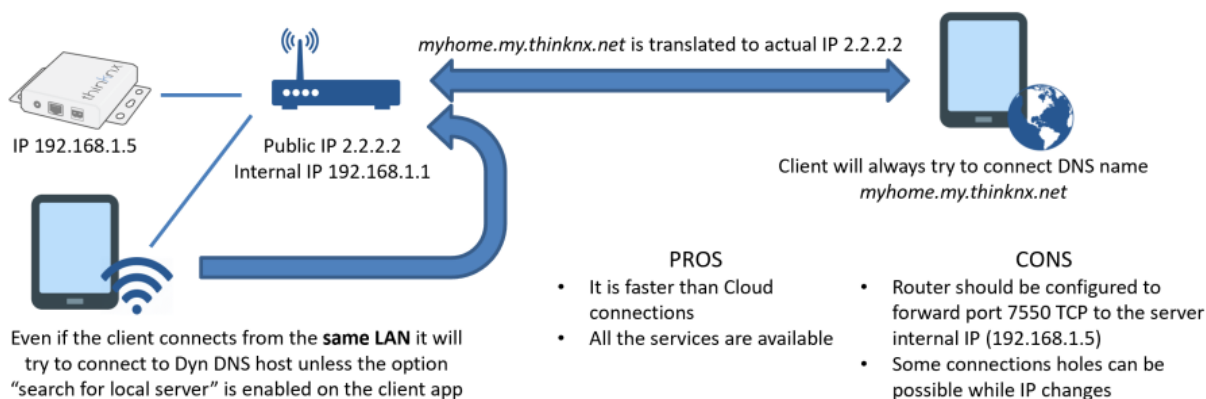 myhome.my.thinknx.net is translated to actual IP 2.2.2.2
thinknx
IP 192.168.1.5
Public IP 2.2.2.2
Internal IP 192.168.1.1
Client will always try to connect DNS name
myhome.my.thinknx.net
Even if the client connects from the same LAN it will
try to connect to Dyn DNS host unless the option
“search for local server” is enabled on the client app
PROS
• It is faster than Cloud
connections
• All the services are available
CONS
• Router should be configured to
forward port 7550 TCP to the server
internal IP (192.168.1.5)
• Some connections holes can be
possible while IP changes